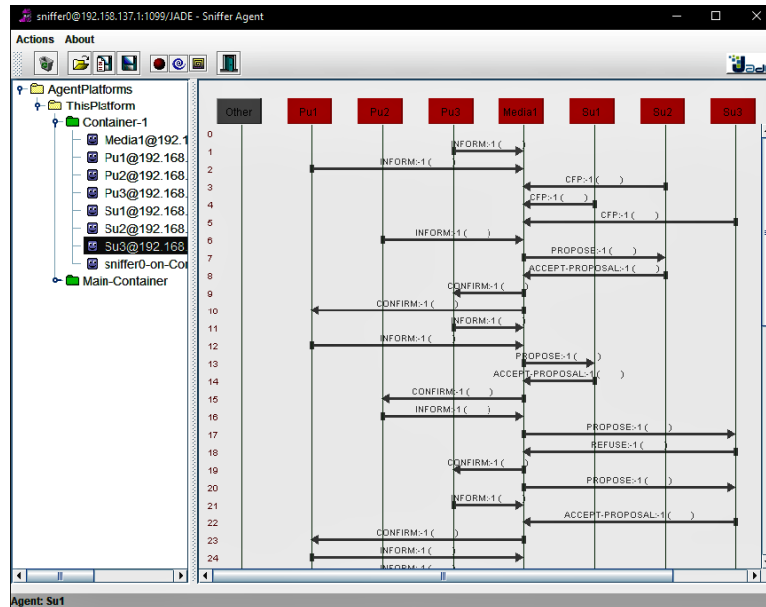 sniffer0@192.158.137.1:1099/JADE - Sniffer Agent
Actions About
AgentPlatforms
ThisPlatform
Container-1
Media1@192.1
Pu1@192.168.
Pu2@192.168.
Pu3@192.168.
Su1@192.168.
Su2@192.168.
Su3@192.168.
sniffer0-on-Con
Main-Container
Other Pu1 Pu2 Pu3 Media1 Su1 Su2 Su3
0
1 INFORM:-1 ( )
2 INFORM:-1 ( )
3 CFP:-1 ( )
4 CFP:-1 ( )
5 CFP:-1 ( )
6 INFORM:-1 ( )
7 PROPOSE:-1 ( )
8 ACCEPT-PROPOSAL:-1 ( )
9 CONFIRM:-1 ( )
10 CONFIRM:-1 ( )
11 INFORM:-1 ( )
12 INFORM:-1 ( )
13 PROPOSE:-1 ( )
14 ACCEPT-PROPOSAL:-1 ( )
15 CONFIRM:-1 ( )
16 INFORM:-1 ( )
17 PROPOSE:-1 ( )
18 REFUSE:-1 ( )
19 CONFIRM:-1 ( )
20 PROPOSE:-1 ( )
21 INFORM:-1 ( )
22 ACCEPT-PROPOSAL:-1 ( )
23 CONFIRM:-1 ( )
24 INFORM:-1 ( )
INFORM:-1 ( )
Agent: Su1